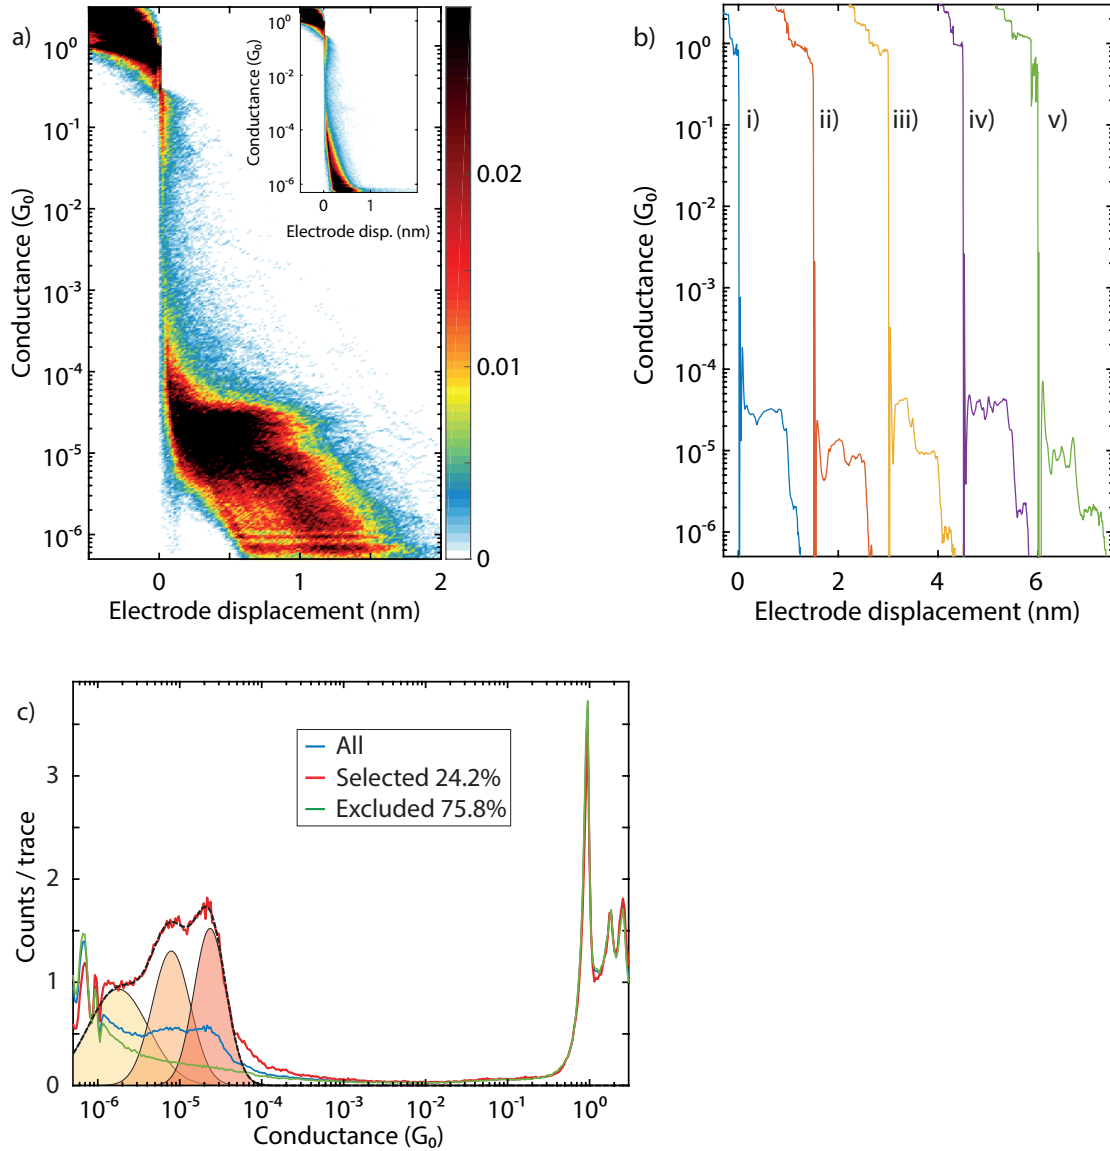 a)
Conductance (G₀)
10⁰
10⁻¹
10⁻²
10⁻³
10⁻⁴
10⁻⁵
10⁻⁶
0
1
2
Electrode displacement (nm)
Conductance (G₀)
10⁰
10⁻²
10⁻⁴
10⁻⁶
0
1
Electrode disp. (nm)
0.02
0.01
0
b)
Conductance (G₀)
10⁰
10⁻¹
10⁻²
10⁻³
10⁻⁴
10⁻⁵
10⁻⁶
i)
ii)
iii)
iv)
v)
0
2
4
6
Electrode displacement (nm)
c)
Counts / trace
3
2
1
0
All
Selected 24.2%
Excluded 75.8%
10⁻⁶
10⁻⁵
10⁻⁴
10⁻³
10⁻²
10⁻¹
10⁰
Conductance (G₀)